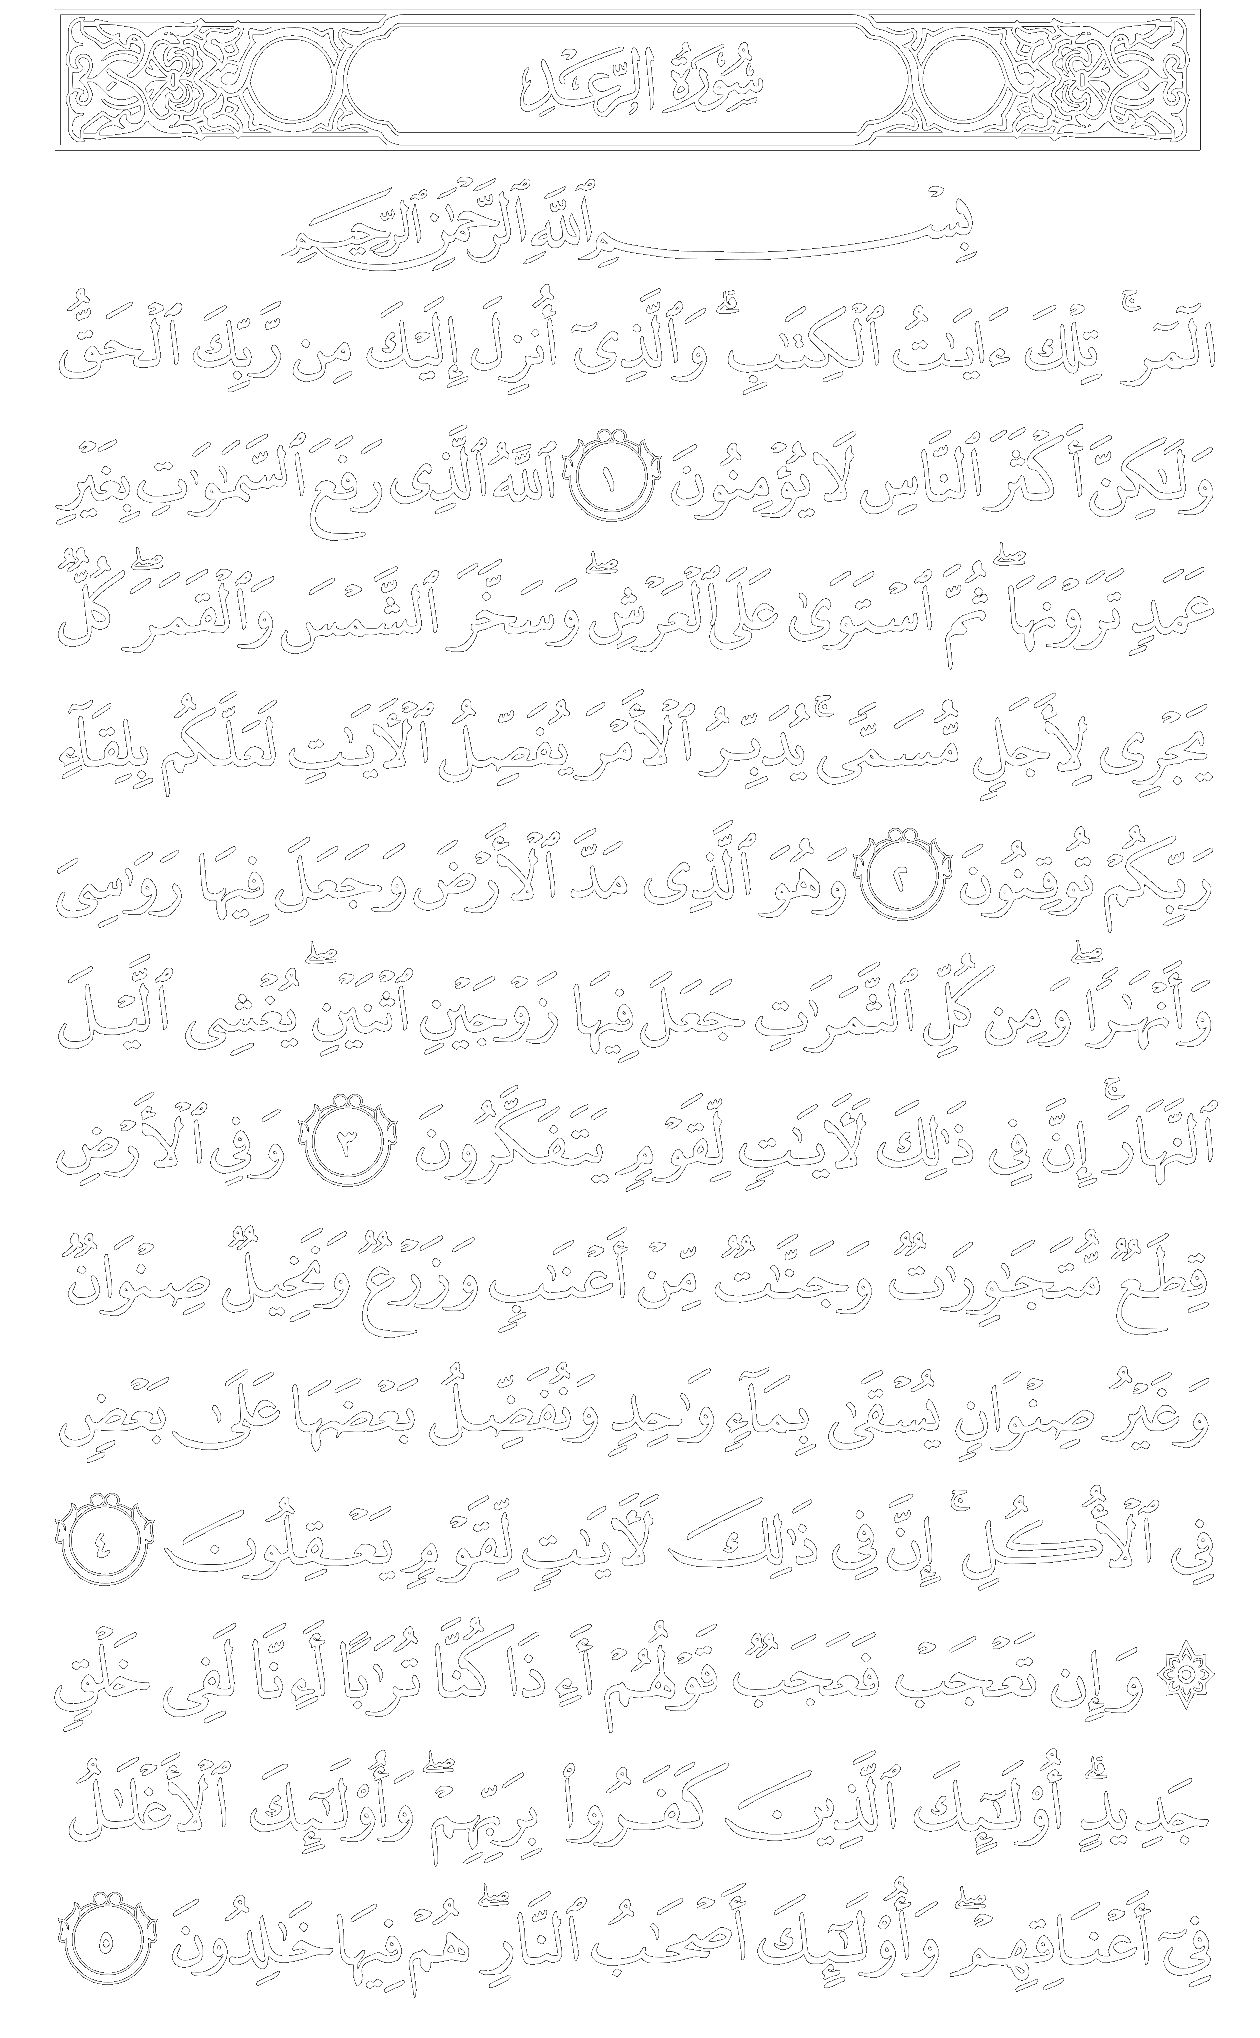 سُورَةُ الرَّعْدِ
بِسْمِ ٱللَّهِ ٱلرَّحْمَٰنِ ٱلرَّحِيمِ
الٓمٓر ۚ تِلْكَ ءَايَٰتُ ٱلْكِتَٰبِ ۗ وَٱلَّذِىٓ أُنزِلَ إِلَيْكَ مِن رَّبِّكَ ٱلْحَقُّ
وَلَٰكِنَّ أَكْثَرَ ٱلنَّاسِ لَا يُؤْمِنُونَ ١ ٱللَّهُ ٱلَّذِى رَفَعَ ٱلسَّمَٰوَٰتِ بِغَيْرِ
عَمَدٍ تَرَوْنَهَا ۖ ثُمَّ ٱسْتَوَىٰ عَلَى ٱلْعَرْشِ ۖ وَسَخَّرَ ٱلشَّمْسَ وَٱلْقَمَرَ ۖ كُلٌّ
يَجْرِى لِأَجَلٍ مُّسَمًّى ۚ يُدَبِّرُ ٱلْأَمْرَ يُفَصِّلُ ٱلْآيَٰتِ لَعَلَّكُم بِلِقَآءِ
رَبِّكُمْ تُوقِنُونَ ٢ وَهُوَ ٱلَّذِى مَدَّ ٱلْأَرْضَ وَجَعَلَ فِيهَا رَوَٰسِىَ
وَأَنْهَٰرًا ۖ وَمِن كُلِّ ٱلثَّمَرَٰتِ جَعَلَ فِيهَا زَوْجَيْنِ ٱثْنَيْنِ ۖ يُغْشِى ٱلَّيْلَ
ٱلنَّهَارَ ۚ إِنَّ فِى ذَٰلِكَ لَآيَٰتٍ لِّقَوْمٍ يَتَفَكَّرُونَ ٣ وَفِى ٱلْأَرْضِ
قِطَعٌ مُّتَجَٰوِرَٰتٌ وَجَنَّٰتٌ مِّنْ أَعْنَٰبٍ وَزَرْعٌ وَنَخِيلٌ صِنْوَانٌ
وَغَيْرُ صِنْوَانٍ يُسْقَىٰ بِمَآءٍ وَٰحِدٍ وَنُفَضِّلُ بَعْضَهَا عَلَىٰ بَعْضٍ
فِى ٱلْأُكُلِ ۚ إِنَّ فِى ذَٰلِكَ لَآيَٰتٍ لِّقَوْمٍ يَعْقِلُونَ ٤
۞ وَإِن تَعْجَبْ فَعَجَبٌ قَوْلُهُمْ أَءِذَا كُنَّا تُرَٰبًا أَءِنَّا لَفِى خَلْقٍ
جَدِيدٍ ۗ أُو۟لَٰٓئِكَ ٱلَّذِينَ كَفَرُوا۟ بِرَبِّهِمْ ۖ وَأُو۟لَٰٓئِكَ ٱلْأَغْلَٰلُ
فِىٓ أَعْنَاقِهِمْ ۖ وَأُو۟لَٰٓئِكَ أَصْحَٰبُ ٱلنَّارِ ۖ هُمْ فِيهَا خَٰلِدُونَ ٥